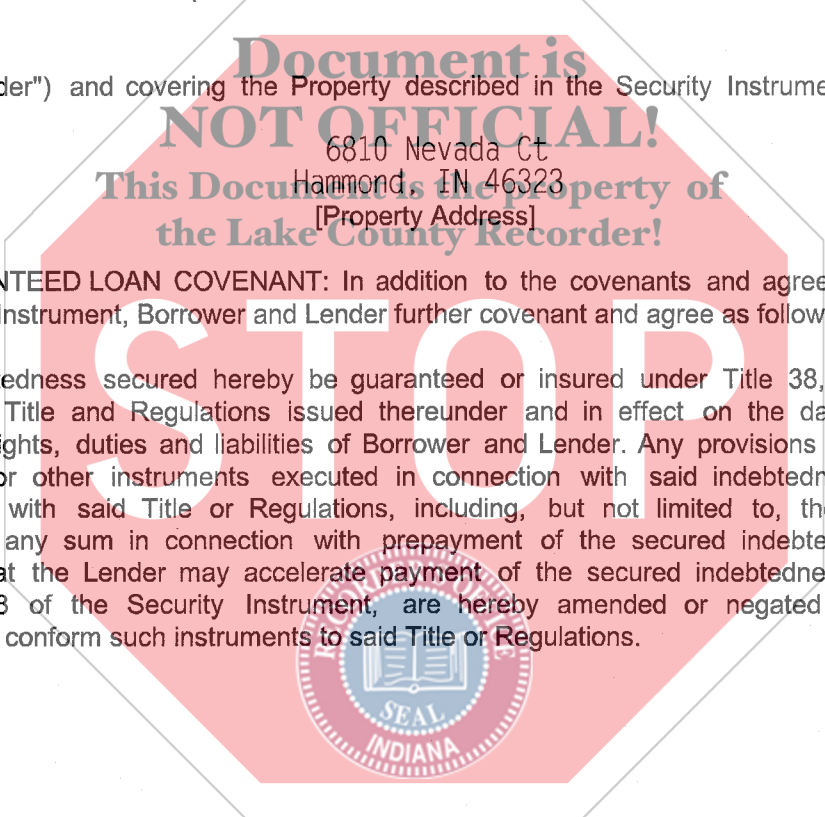 Document is
der") and covering the Property described in the Security Instrume
NOT OFFICIAL!
6810 Nevada Ct
This Document is the property of
Hammond, IN 46323
[Property Address]
the Lake County Recorder!
NTEED LOAN COVENANT: In addition to the covenants and agree
Instrument, Borrower and Lender further covenant and agree as follow
STOP
tedness secured hereby be guaranteed or insured under Title 38,
Title and Regulations issued thereunder and in effect on the da
ights, duties and liabilities of Borrower and Lender. Any provisions
or other instruments executed in connection with said indebtedn
with said Title or Regulations, including, but not limited to, the
any sum in connection with prepayment of the secured indebte
at the Lender may accelerate payment of the secured indebtedne
8 of the Security Instrument, are hereby amended or negated
conform such instruments to said Title or Regulations.
SEAL
INDIANA